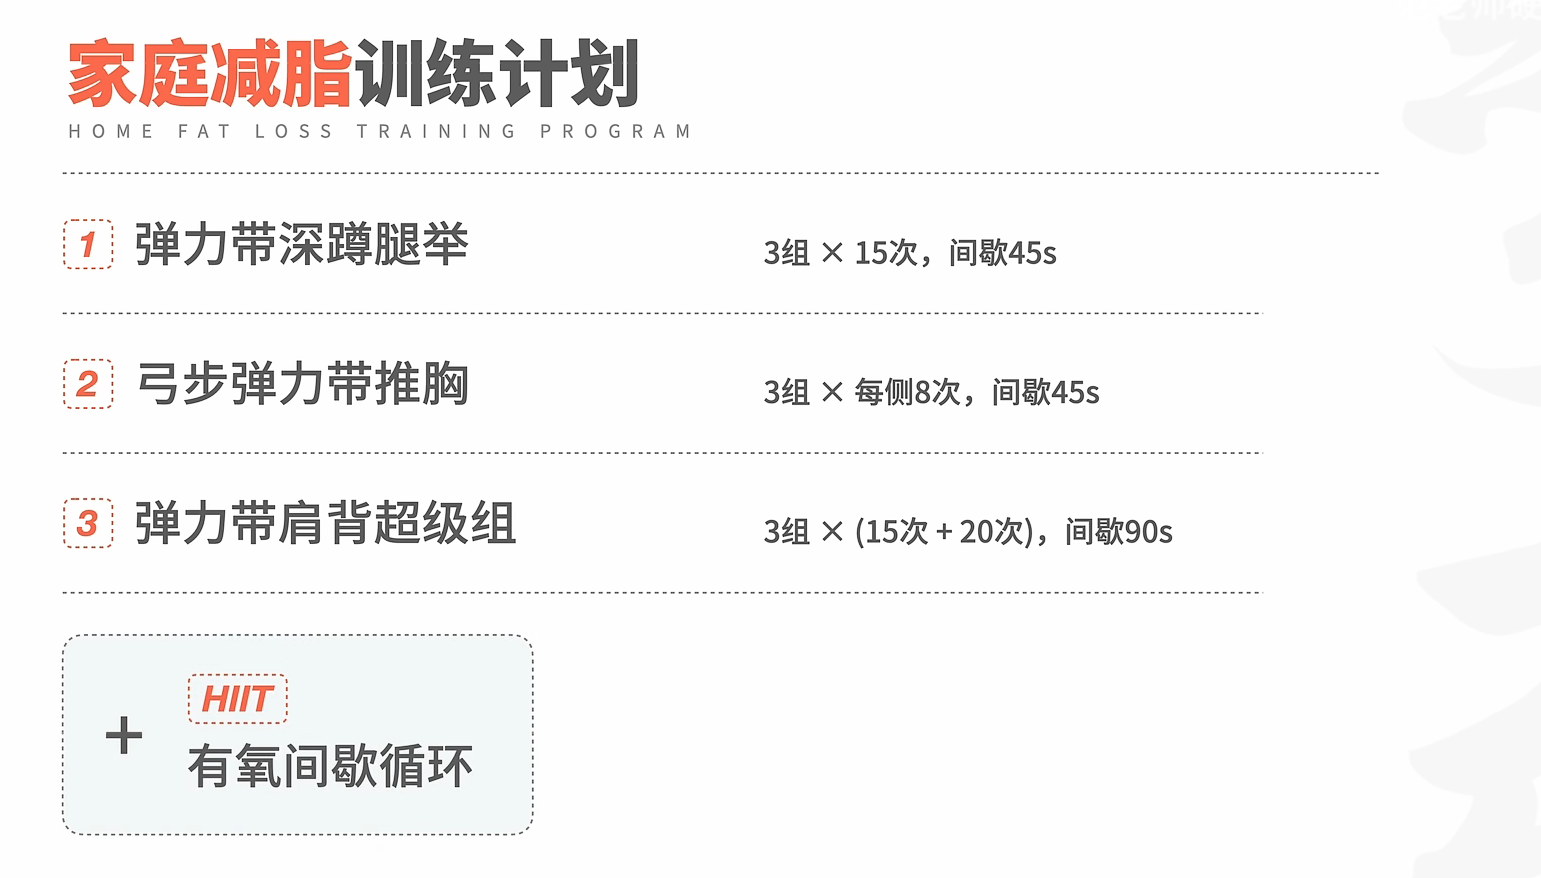 家庭减脂训练计划
HOME FAT LOSS TRAINING PROGRAM
1 弹力带深蹲腿举 3组 × 15次，间歇45s
2 弓步弹力带推胸 3组 × 每侧8次，间歇45s
3 弹力带肩背超级组 3组 × (15次 + 20次)，间歇90s
HIIT
+ 有氧间歇循环